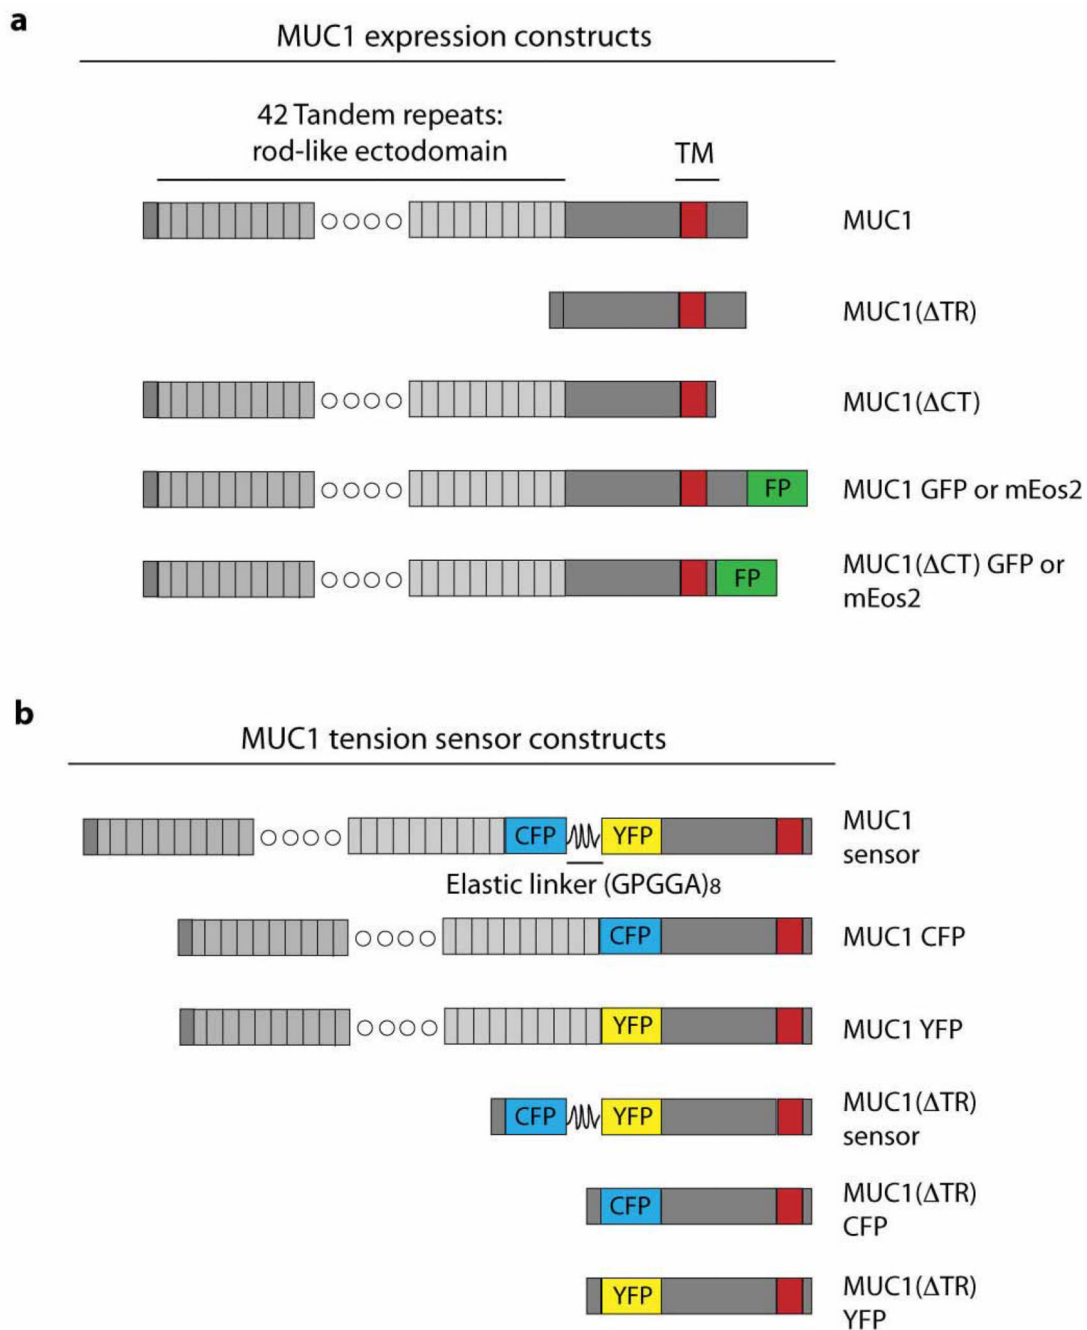 a
MUC1 expression constructs
42 Tandem repeats:
rod-like ectodomain
TM
MUC1
MUC1(ΔTR)
MUC1(ΔCT)
FP
MUC1 GFP or mEos2
FP
MUC1(ΔCT) GFP or
mEos2
b
MUC1 tension sensor constructs
CFP
YFP
MUC1
sensor
Elastic linker (GPGGA)8
CFP
MUC1 CFP
YFP
MUC1 YFP
CFP
YFP
MUC1(ΔTR)
sensor
CFP
MUC1(ΔTR)
CFP
YFP
MUC1(ΔTR)
YFP